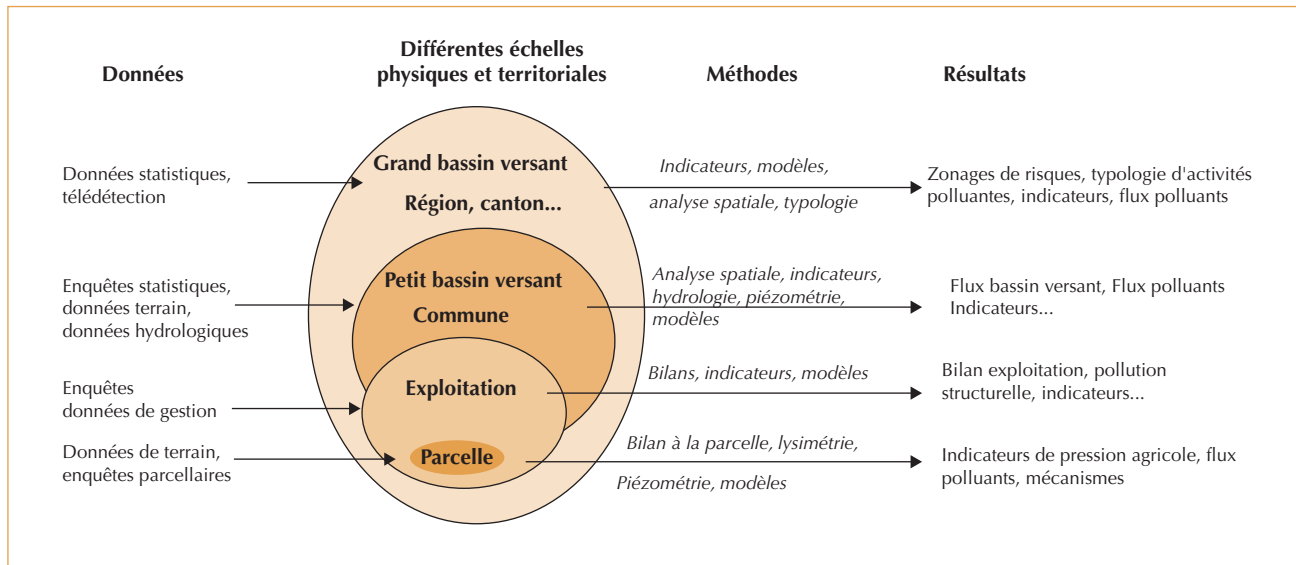 Données
Différentes échelles
physiques et territoriales
Méthodes
Résultats
Données statistiques,
télédétection
Grand bassin versant
Région, canton...
Indicateurs, modèles,
analyse spatiale, typologie
Zonages de risques, typologie d'activités
polluantes, indicateurs, flux polluants
Enquêtes statistiques,
données terrain,
données hydrologiques
Petit bassin versant
Commune
Analyse spatiale, indicateurs,
hydrologie, piézométrie,
modèles
Flux bassin versant, Flux polluants
Indicateurs...
Enquêtes
données de gestion
Exploitation
Bilans, indicateurs, modèles
Bilan exploitation, pollution
structurelle, indicateurs...
Données de terrain,
enquêtes parcellaires
Parcelle
Bilan à la parcelle, lysimétrie,
Piézométrie, modèles
Indicateurs de pression agricole, flux
polluants, mécanismes